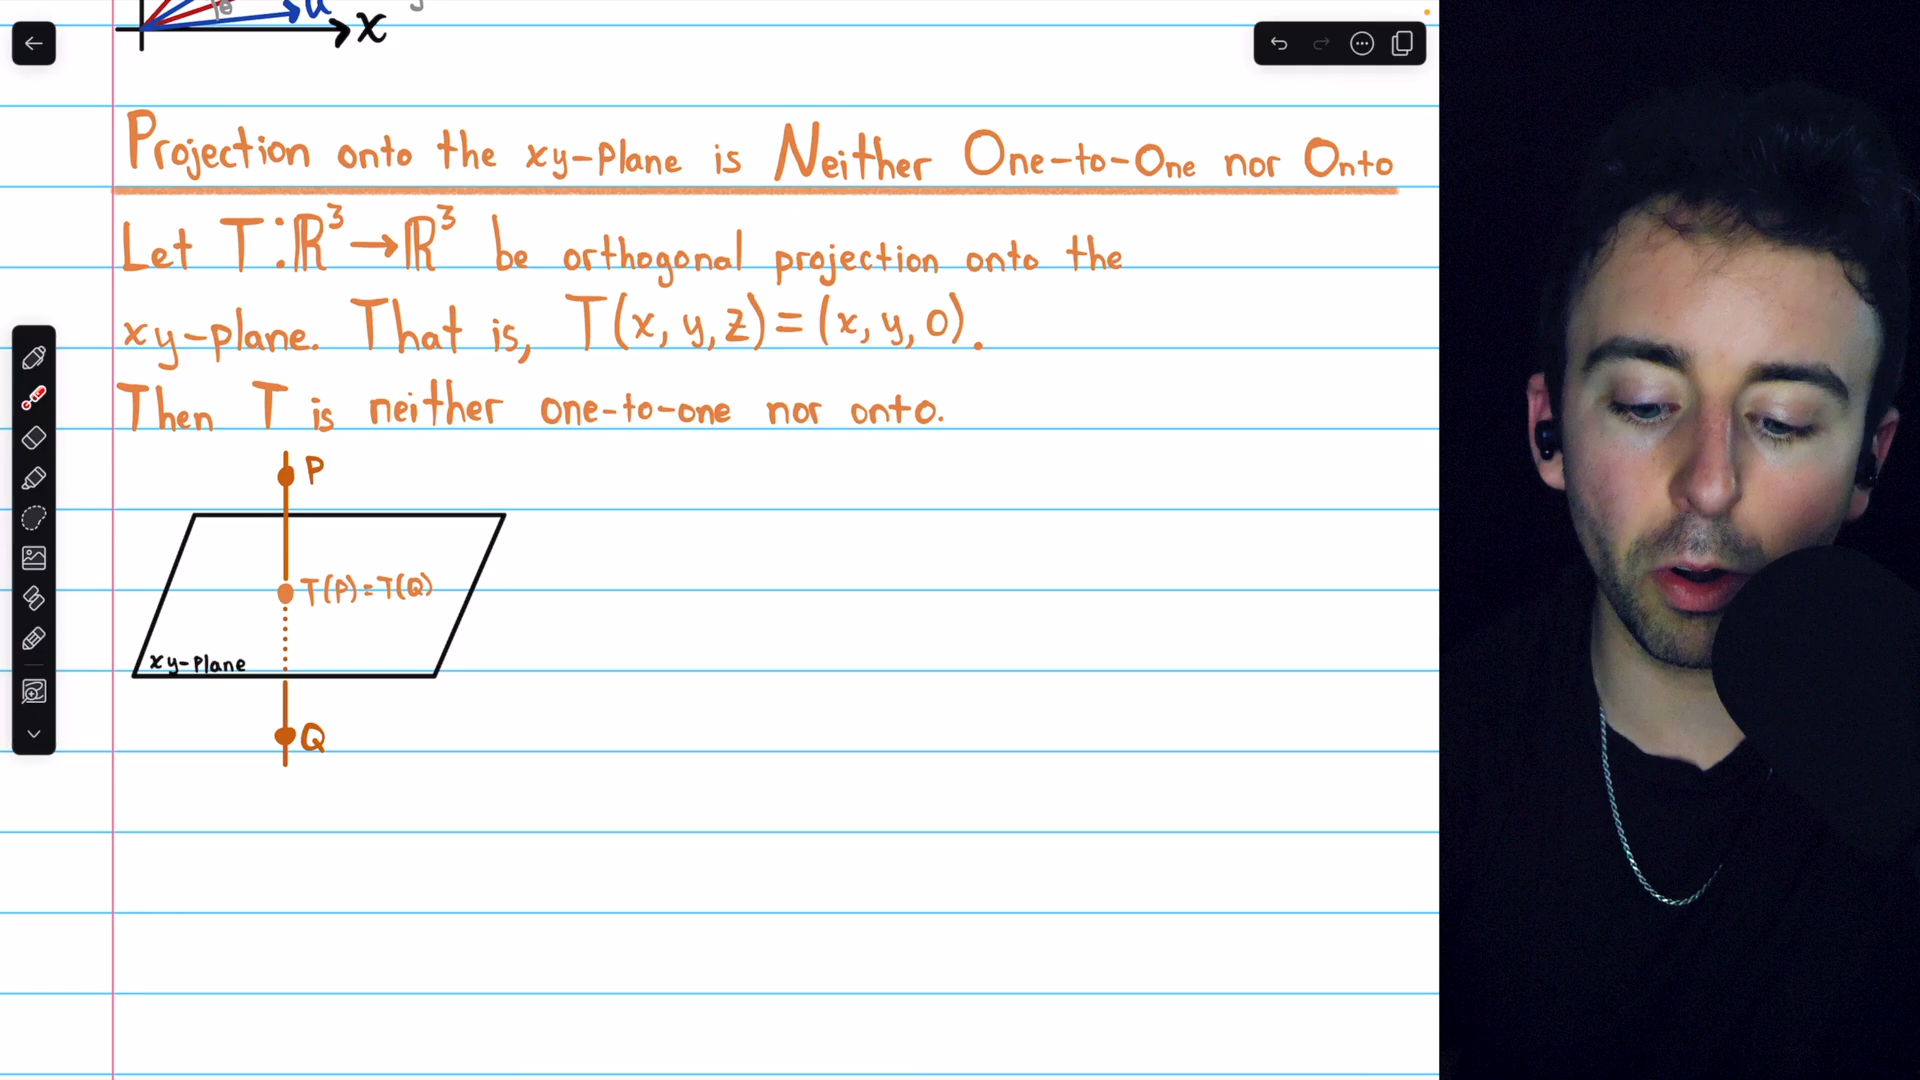 x
Projection onto the xy-Plane is Neither One-to-One nor Onto
Let T:ℝ³→ℝ³ be orthogonal projection onto the
xy-plane. That is, T(x, y, z) = (x, y, 0).
Then T is neither one-to-one nor onto.
P
T(P)=T(Q)
xy-Plane
Q